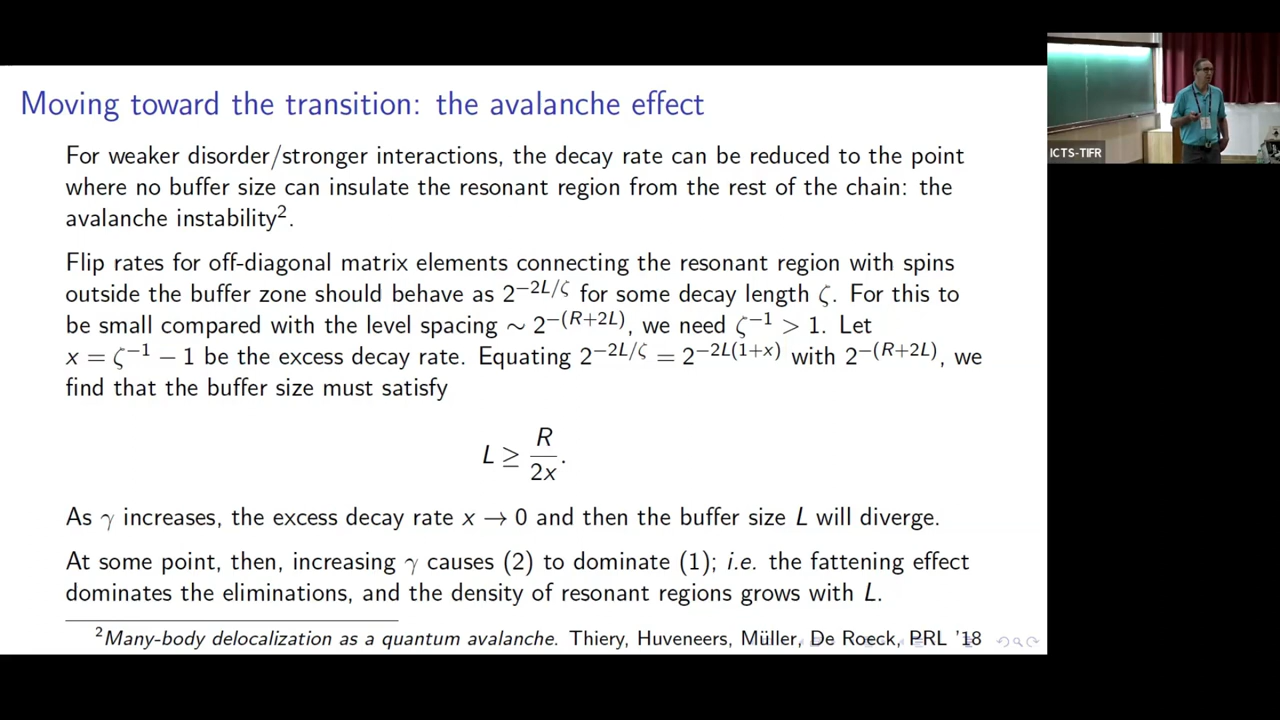 Moving toward the transition: the avalanche effect
For weaker disorder/stronger interactions, the decay rate can be reduced to the point
where no buffer size can insulate the resonant region from the rest of the chain: the
avalanche instability².
Flip rates for off-diagonal matrix elements connecting the resonant region with spins
outside the buffer zone should behave as 2^{−2L/ζ} for some decay length ζ. For this to
be small compared with the level spacing ∼ 2^{−(R+2L)}, we need ζ^{−1} > 1. Let
x = ζ^{−1} − 1 be the excess decay rate. Equating 2^{−2L/ζ} = 2^{−2L(1+x)} with 2^{−(R+2L)}, we
find that the buffer size must satisfy
L ≥ R/2x.
As γ increases, the excess decay rate x → 0 and then the buffer size L will diverge.
At some point, then, increasing γ causes (2) to dominate (1); i.e. the fattening effect
dominates the eliminations, and the density of resonant regions grows with L.
²Many-body delocalization as a quantum avalanche. Thiery, Huveneers, Müller, De Roeck, PRL '18
ICTS-TIFR